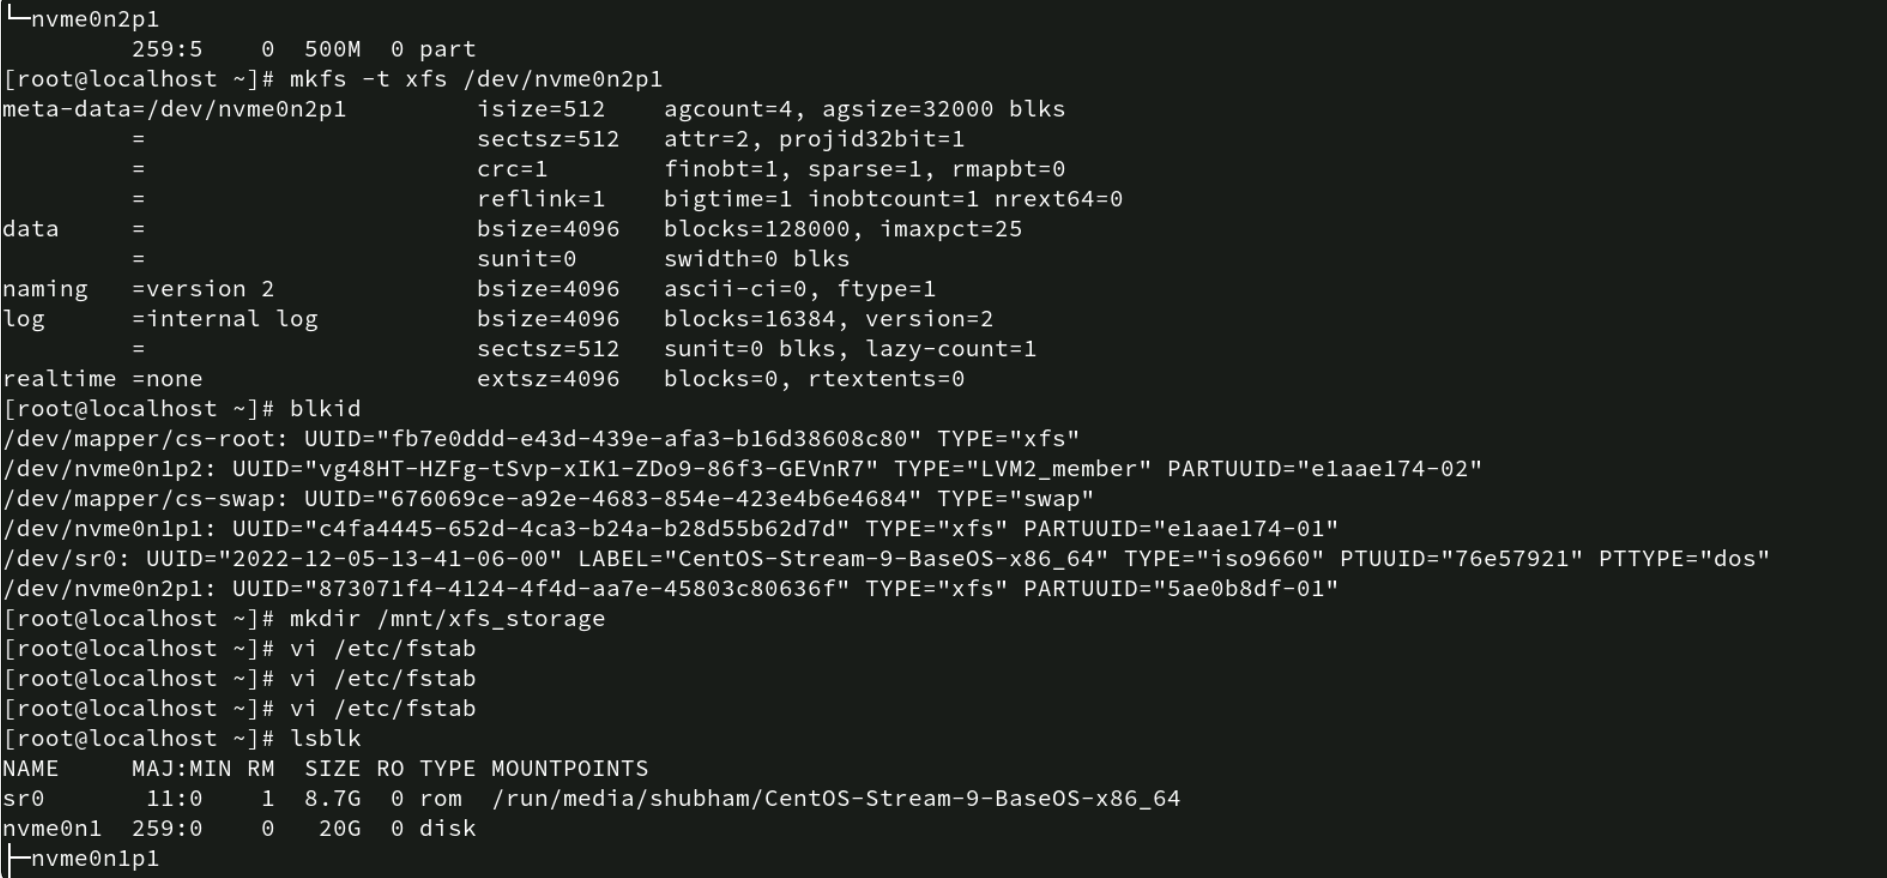 └─nvme0n2p1
         259:5    0  500M  0 part
[root@localhost ~]# mkfs -t xfs /dev/nvme0n2p1
meta-data=/dev/nvme0n2p1         isize=512    agcount=4, agsize=32000 blks
         =                       sectsz=512   attr=2, projid32bit=1
         =                       crc=1        finobt=1, sparse=1, rmapbt=0
         =                       reflink=1    bigtime=1 inobtcount=1 nrext64=0
data     =                       bsize=4096   blocks=128000, imaxpct=25
         =                       sunit=0      swidth=0 blks
naming   =version 2              bsize=4096   ascii-ci=0, ftype=1
log      =internal log           bsize=4096   blocks=16384, version=2
         =                       sectsz=512   sunit=0 blks, lazy-count=1
realtime =none                   extsz=4096   blocks=0, rtextents=0
[root@localhost ~]# blkid
/dev/mapper/cs-root: UUID="fb7e0ddd-e43d-439e-afa3-b16d38608c80" TYPE="xfs"
/dev/nvme0n1p2: UUID="vg48HT-HZFg-tSvp-xIK1-ZDo9-86f3-GEVnR7" TYPE="LVM2_member" PARTUUID="e1aae174-02"
/dev/mapper/cs-swap: UUID="676069ce-a92e-4683-854e-423e4b6e4684" TYPE="swap"
/dev/nvme0n1p1: UUID="c4fa4445-652d-4ca3-b24a-b28d55b62d7d" TYPE="xfs" PARTUUID="e1aae174-01"
/dev/sr0: UUID="2022-12-05-13-41-06-00" LABEL="CentOS-Stream-9-BaseOS-x86_64" TYPE="iso9660" PTUUID="76e57921" PTTYPE="dos"
/dev/nvme0n2p1: UUID="873071f4-4124-4f4d-aa7e-45803c80636f" TYPE="xfs" PARTUUID="5ae0b8df-01"
[root@localhost ~]# mkdir /mnt/xfs_storage
[root@localhost ~]# vi /etc/fstab
[root@localhost ~]# vi /etc/fstab
[root@localhost ~]# vi /etc/fstab
[root@localhost ~]# lsblk
NAME     MAJ:MIN RM  SIZE RO TYPE MOUNTPOINTS
sr0       11:0    1  8.7G  0 rom  /run/media/shubham/CentOS-Stream-9-BaseOS-x86_64
nvme0n1  259:0    0   20G  0 disk
├─nvme0n1p1